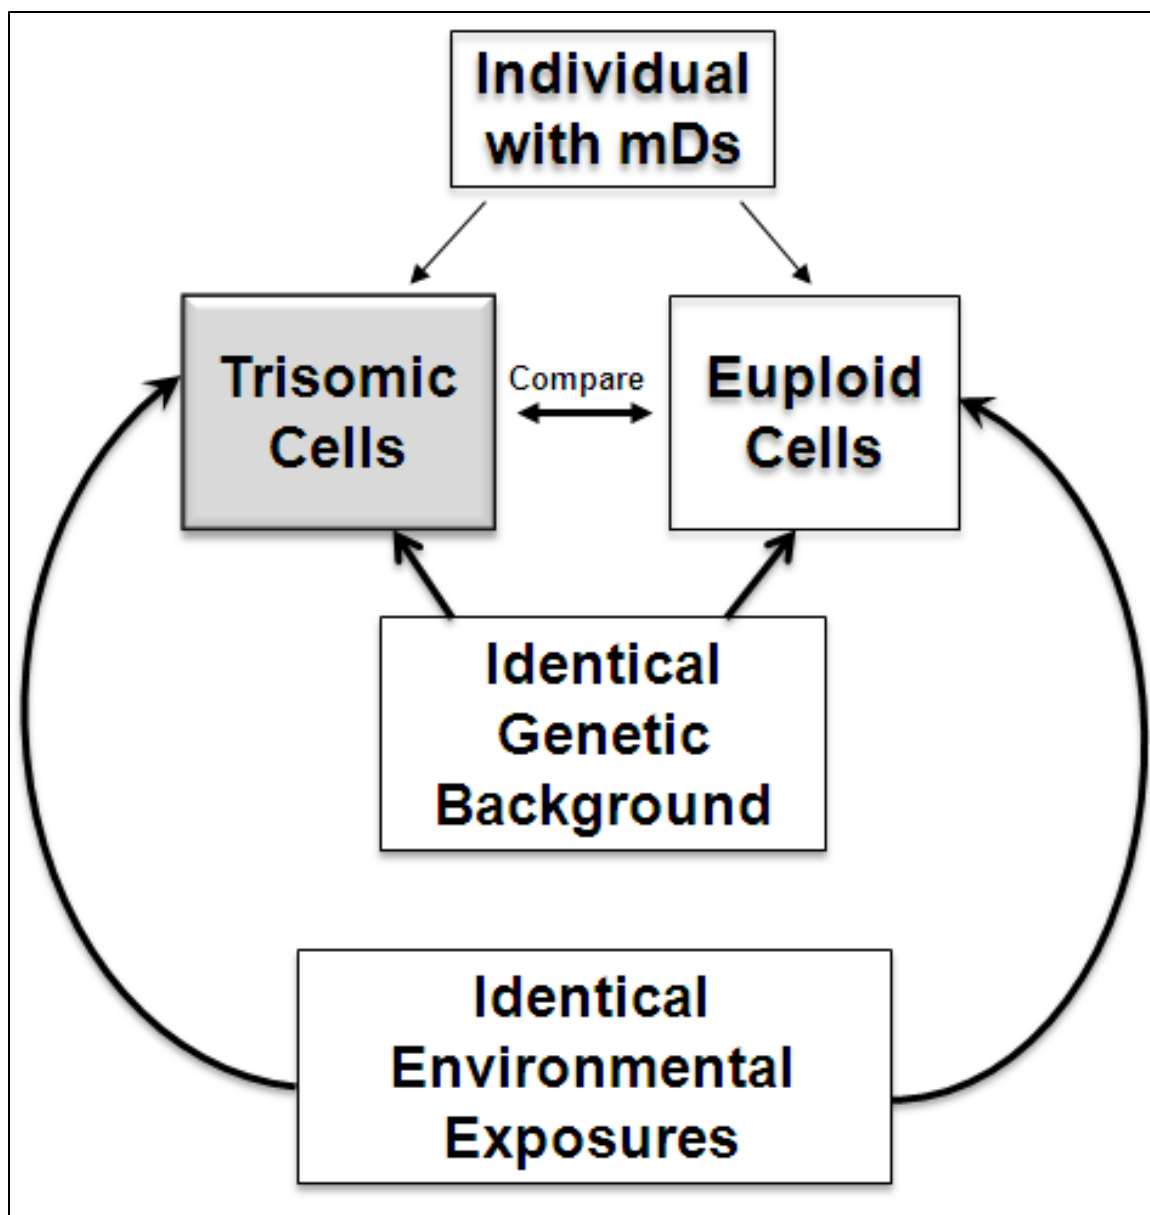 Individual
with mDs
Trisomic
Cells
Compare
Euploid
Cells
Identical
Genetic
Background
Identical
Environmental
Exposures